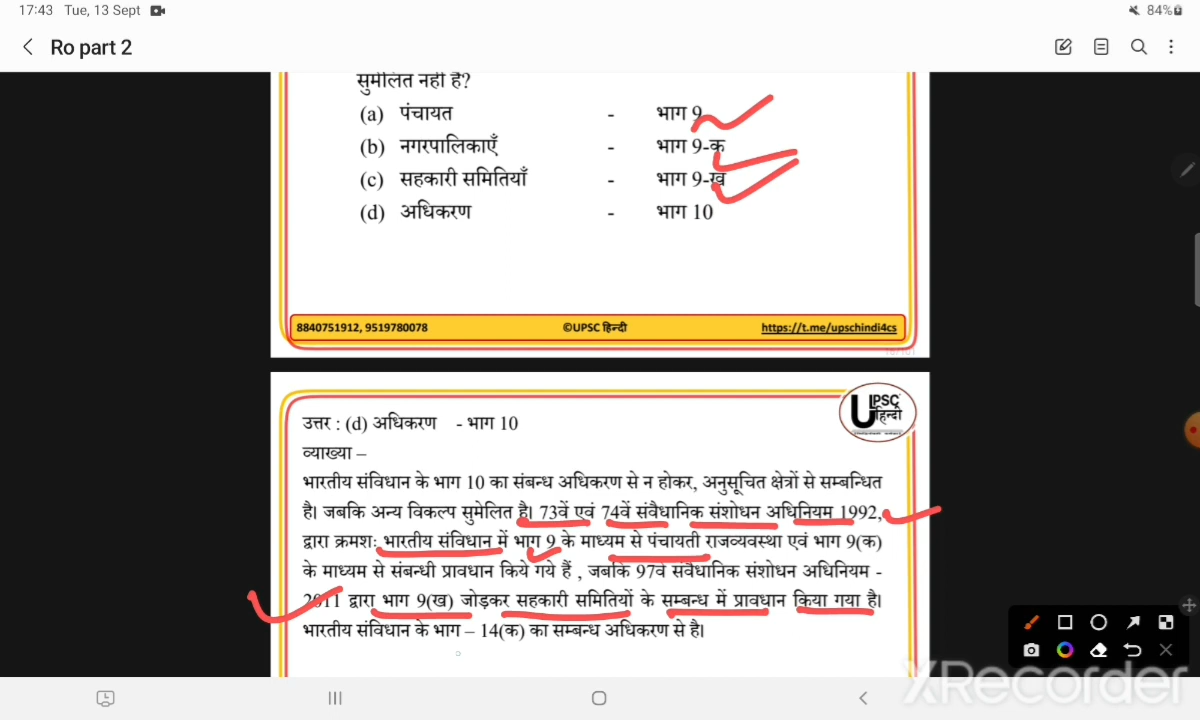 17:43 Tue, 13 Sept
84%
Ro part 2
सुमेलित नही है?
(a) पंचायत - भाग 9
(b) नगरपालिकाएँ - भाग 9-क
(c) सहकारी समितियाँ - भाग 9-ख
(d) अधिकरण - भाग 10
8840751912, 9519780078 ©UPSC हिन्दी https://t.me/upschindi4cs
UPSC हिन्दी
उत्तर : (d) अधिकरण - भाग 10
व्याख्या –
भारतीय संविधान के भाग 10 का संबन्ध अधिकरण से न होकर, अनुसूचित क्षेत्रों से सम्बन्धित
है। जबकि अन्य विकल्प सुमेलित है। 73वें एवं 74वें संवैधानिक संशोधन अधिनियम 1992,
द्वारा क्रमशः भारतीय संविधान में भाग 9 के माध्यम से पंचायती राजव्यवस्था एवं भाग 9(क)
के माध्यम से संबन्धी प्रावधान किये गये हैं , जबकि 97वें संवैधानिक संशोधन अधिनियम -
2011 द्वारा भाग 9(ख) जोड़कर सहकारी समितियों के सम्बन्ध में प्रावधान किया गया है।
भारतीय संविधान के भाग – 14(क) का सम्बन्ध अधिकरण से है।
XRecorder